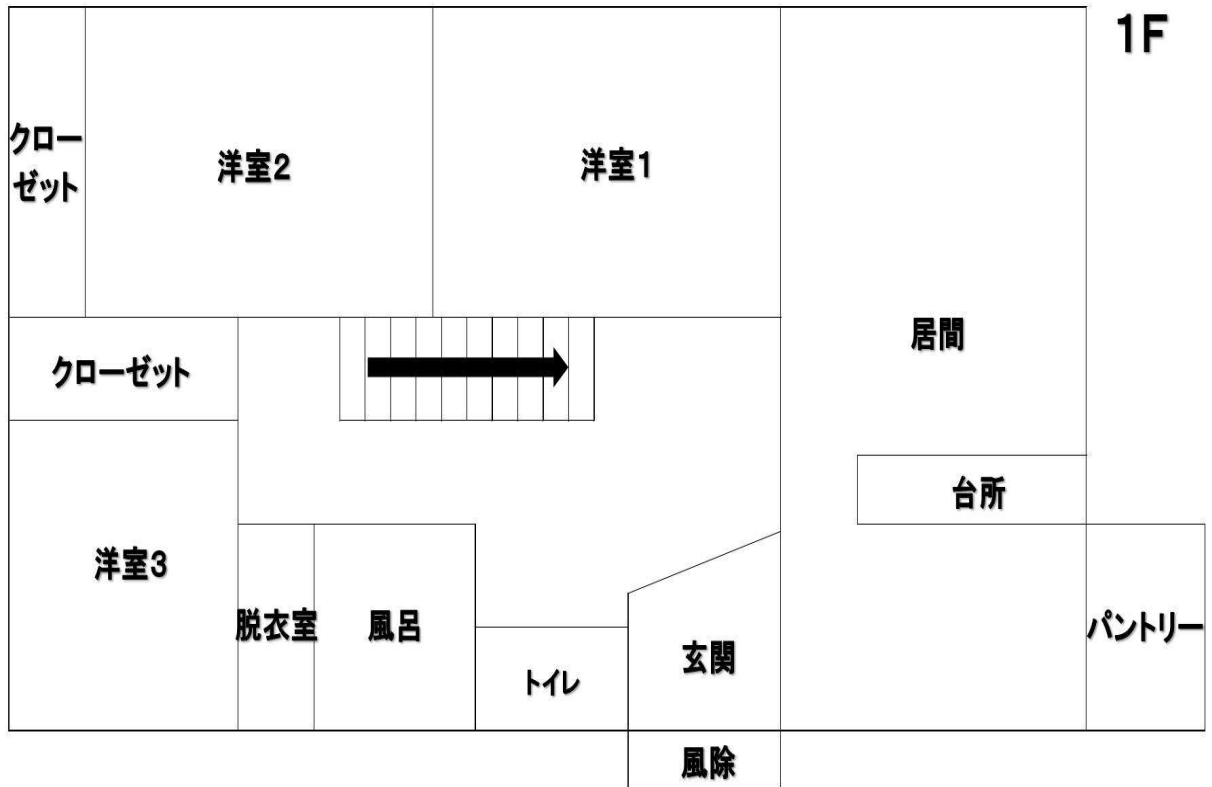 1F
クロー
ゼット
洋室2
洋室1
居間
クローゼット
台所
洋室3
脱衣室
風呂
トイレ
玄関
パントリー
風除